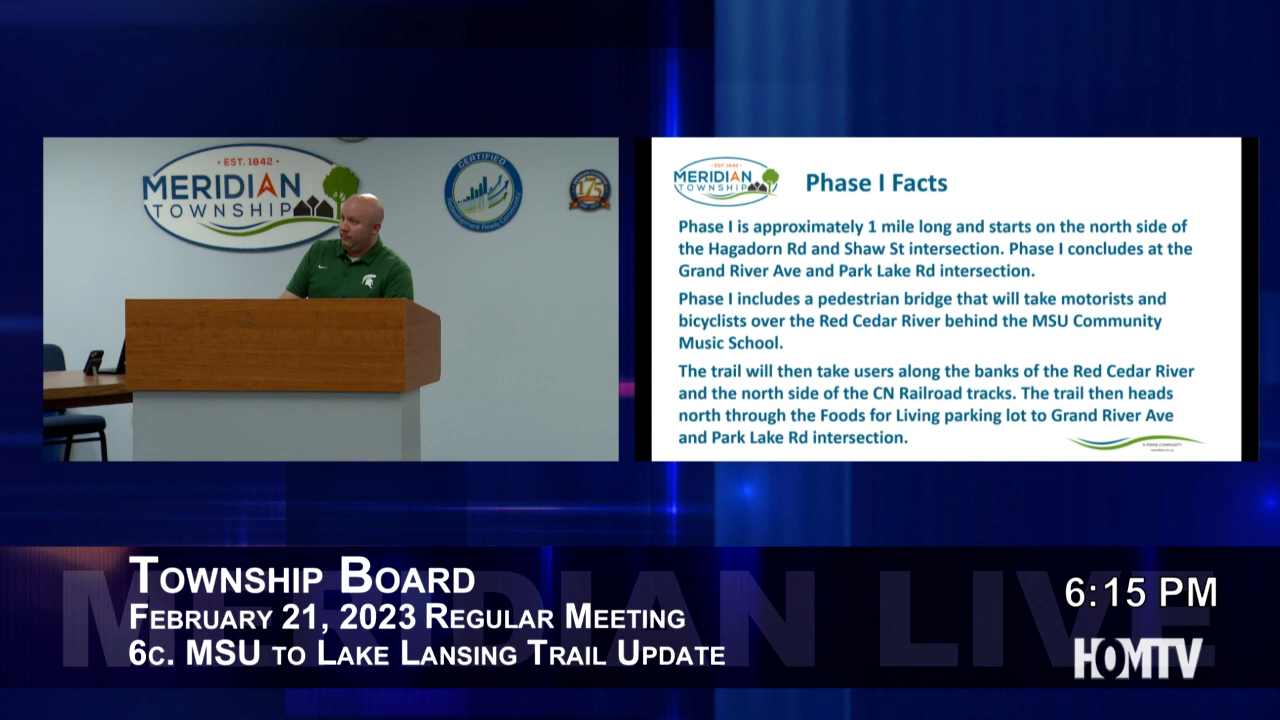 EST. 1842
MERIDIAN
TOWNSHIP
CERTIFIED
175
MERIDIAN
TOWNSHIP
Phase I Facts
Phase I is approximately 1 mile long and starts on the north side of
the Hagadorn Rd and Shaw St intersection. Phase I concludes at the
Grand River Ave and Park Lake Rd intersection.
Phase I includes a pedestrian bridge that will take motorists and
bicyclists over the Red Cedar River behind the MSU Community
Music School.
The trail will then take users along the banks of the Red Cedar River
and the north side of the CN Railroad tracks. The trail then heads
north through the Foods for Living parking lot to Grand River Ave
and Park Lake Rd intersection.
MERIDIAN LIVE
Township Board
February 21, 2023 Regular Meeting
6c. MSU to Lake Lansing Trail Update
6:15 PM
HOMTV